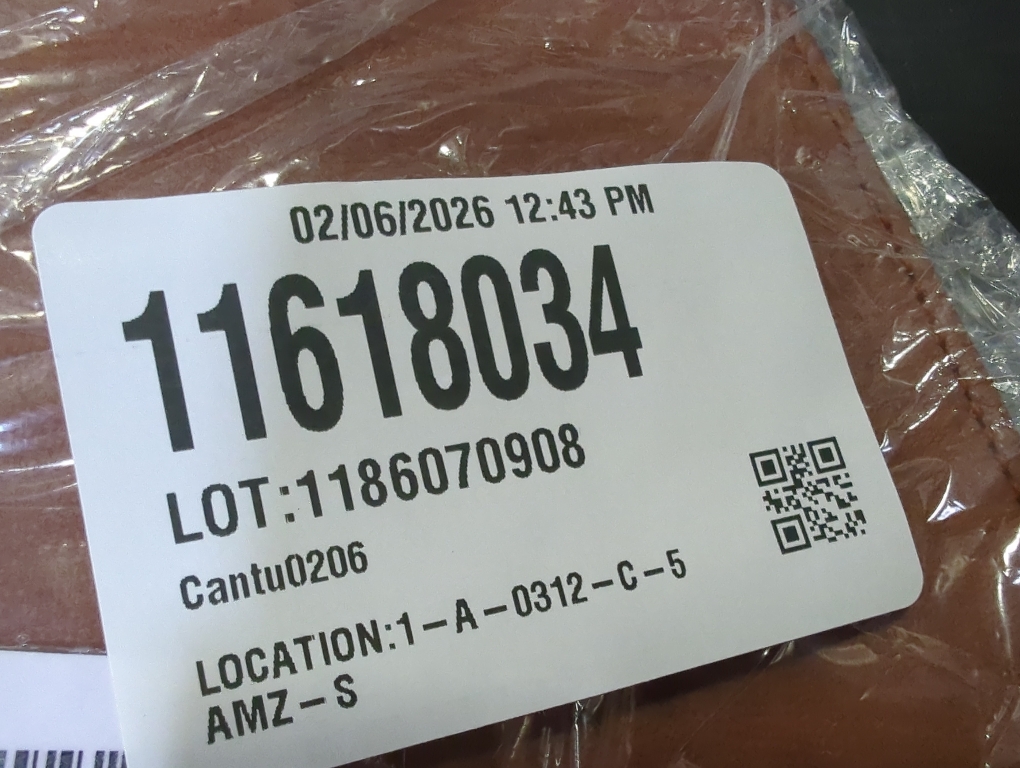 02/06/2026 12:43 PM
11618034
LOT:1186070908
Cantu0206
LOCATION:1-A-0312-C-5
AMZ-S